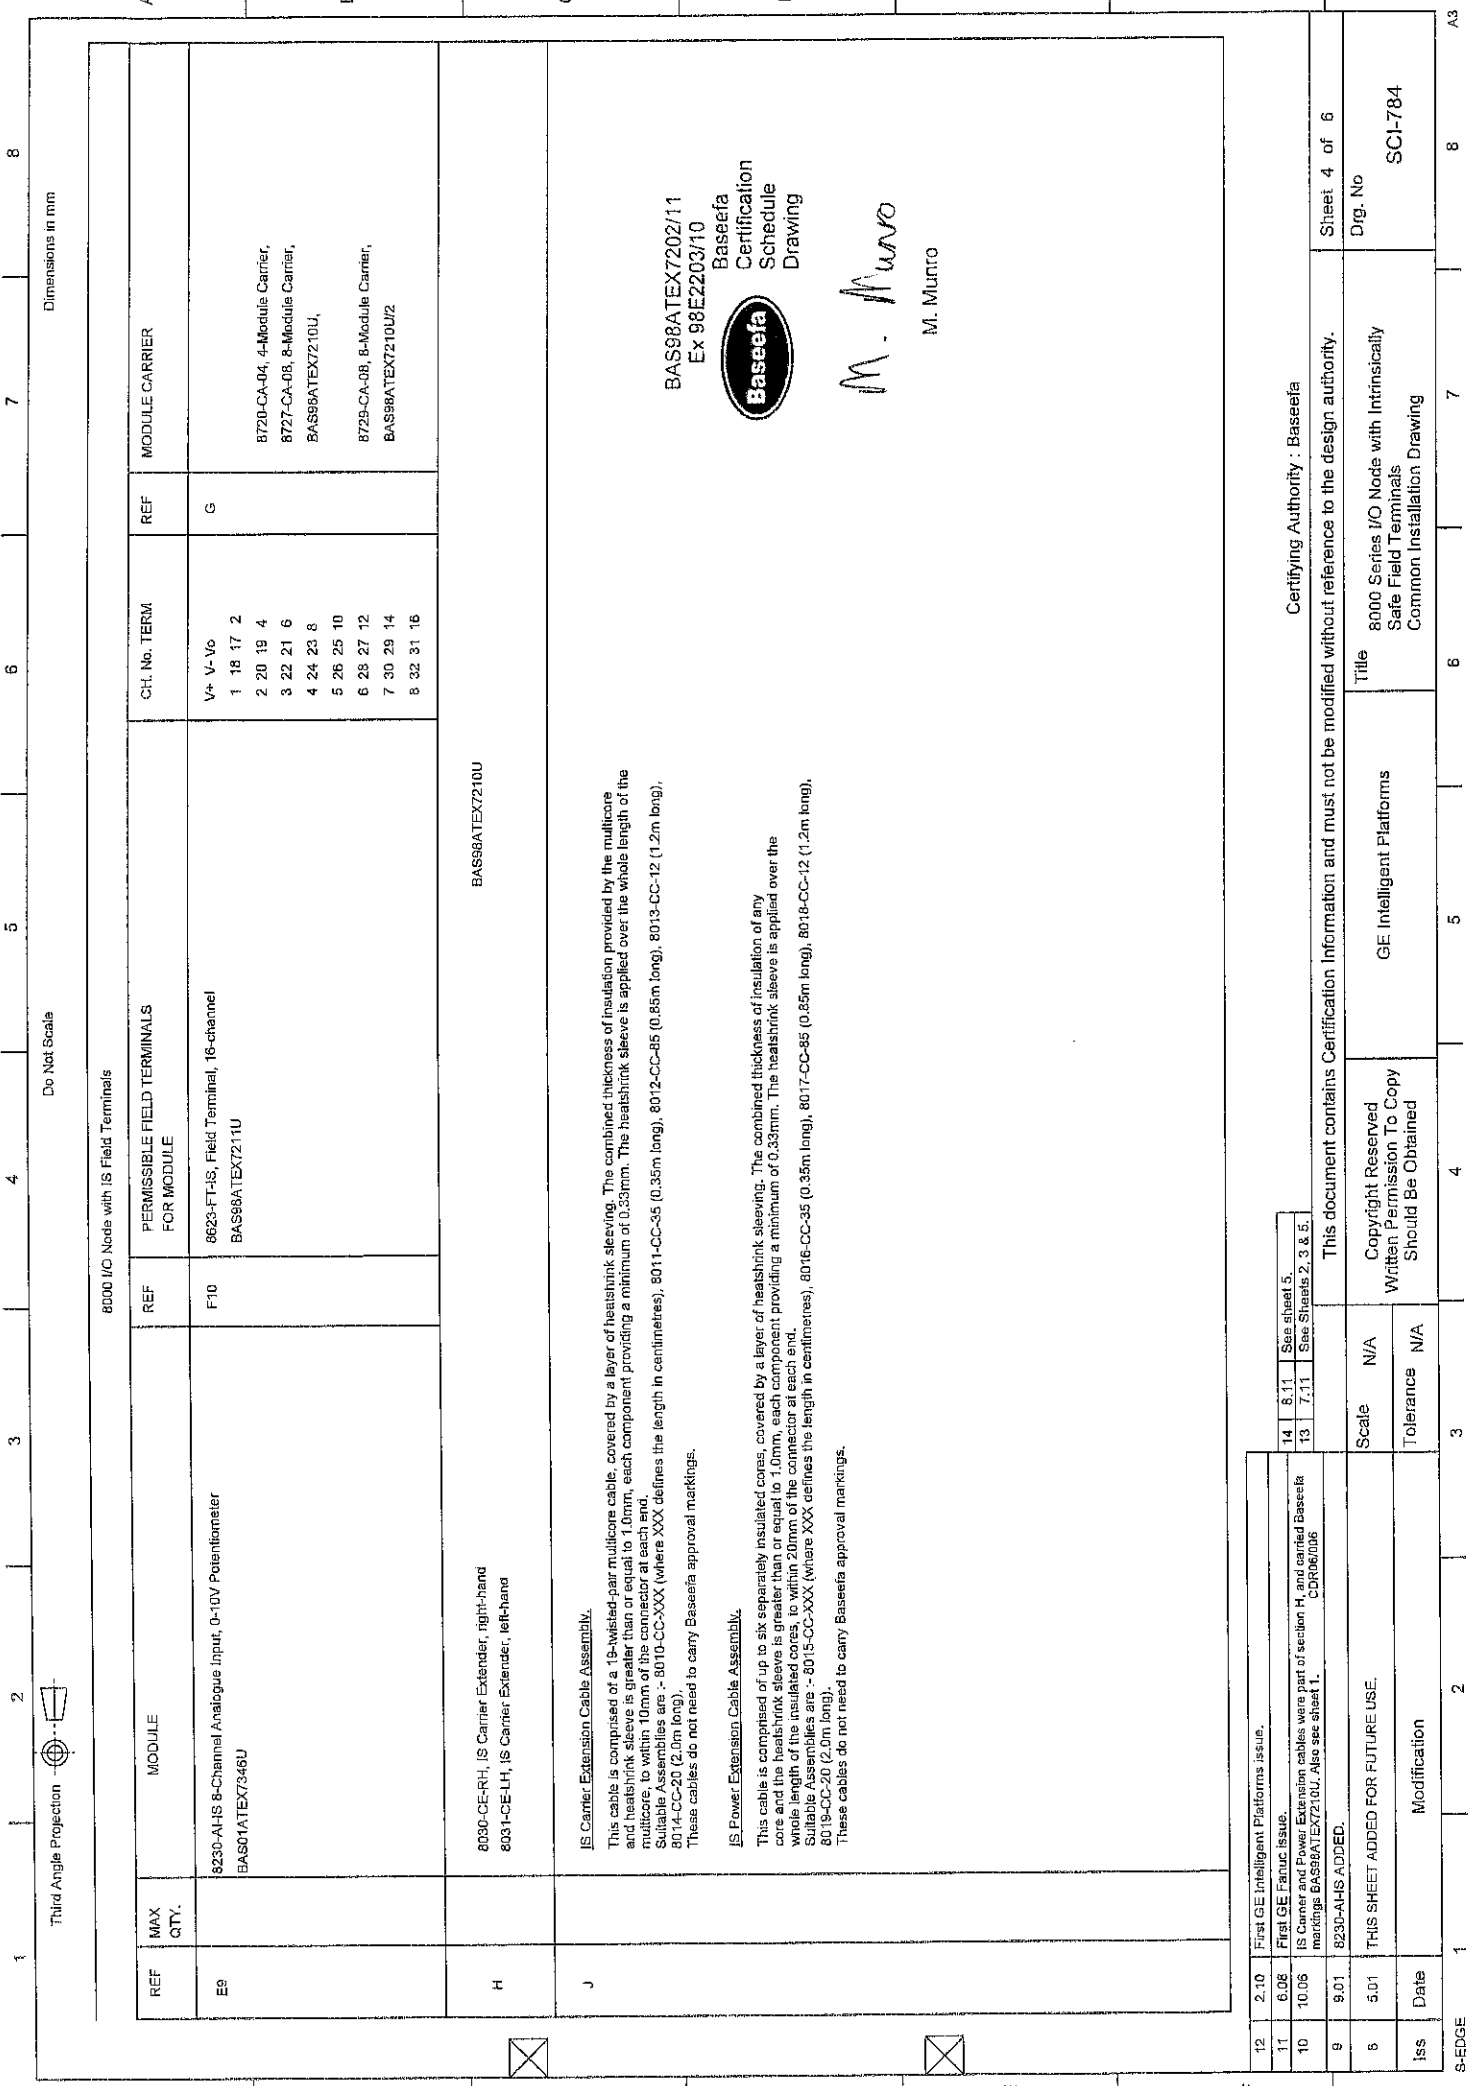 Third Angle Projection
Do Not Scale
Dimensions in mm
1 2 3 4 5 6 7 8
8000 I/O Node with IS Field Terminals
REF
MAX
QTY.
MODULE
REF
PERMISSIBLE FIELD TERMINALS
FOR MODULE
CH. No. TERM
REF
MODULE CARRIER
E9
8230-AI-IS 8-Channel Analogue Input, 0-10V Potentiometer
BAS01ATEX7346U
F10
8623-FT-IS, Field Terminal, 16-channel
BAS98ATEX7211U
V+ V- Vo
1 18 17 2
2 20 19 4
3 22 21 6
4 24 23 8
5 26 25 10
6 28 27 12
7 30 29 14
8 32 31 16
G
8720-CA-04, 4-Module Carrier,
8727-CA-08, 8-Module Carrier,
BAS98ATEX7210U,
8729-CA-08, 8-Module Carrier,
BAS98ATEX7210U/2
H
8030-CE-RH, IS Carrier Extender, right-hand
8031-CE-LH, IS Carrier Extender, left-hand
BAS98ATEX7210U
J
IS Carrier Extension Cable Assembly.
This cable is comprised of a 19-twisted-pair multicore cable, covered by a layer of heatshrink sleeving. The combined thickness of insulation provided by the multicore
and heatshrink sleeve is greater than or equal to 1.0mm, each component providing a minimum of 0.33mm. The heatshrink sleeve is applied over the whole length of the
multicore, to within 10mm of the connector at each end.
Suitable Assemblies are :- 8010-CC-XXX (where XXX defines the length in centimetres), 8011-CC-35 (0.35m long), 8012-CC-85 (0.85m long), 8013-CC-12 (1.2m long),
8014-CC-20 (2.0m long),
These cables do not need to carry Baseefa approval markings.
IS Power Extension Cable Assembly.
This cable is comprised of up to six separately insulated cores, covered by a layer of heatshrink sleeving. The combined thickness of insulation of any
core and the heatshrink sleeve is greater than or equal to 1.0mm, each component providing a minimum of 0.33mm. The heatshrink sleeve is applied over the
whole length of the insulated cores, to within 20mm of the connector at each end.
Suitable Assemblies are :- 8015-CC-XXX (where XXX defines the length in centimetres), 8016-CC-35 (0.35m long), 8017-CC-85 (0.85m long), 8018-CC-12 (1.2m long),
8019-CC-20 (2.0m long).
These cables do not need to carry Baseefa approval markings.
BAS98ATEX7202/11
Ex 98E2203/10
Baseefa
Baseefa
Certification
Schedule
Drawing
M. Munro
M. Munro
12 2.10 First GE Intelligent Platforms Issue.
11 6.08 First GE Fanuc issue.
10 10.06 IS Corner and Power Extension cables were part of section H, and carried Baseefa
markings BAS98ATEX7210U. Also see sheet 1. CDR06/006
9 9.01 8230-AI-IS ADDED.
8 5.01 THIS SHEET ADDED FOR FUTURE USE.
Iss Date Modification
14 8.11 See sheet 5.
13 7.11 See Sheets 2, 3 & 5.
Certifying Authority : Baseefa
This document contains Certification Information and must not be modified without reference to the design authority.
Sheet 4 of 6
Scale N/A
Tolerance N/A
Copyright Reserved
Written Permission To Copy
Should Be Obtained
GE Intelligent Platforms
Title
8000 Series I/O Node with Intrinsically
Safe Field Terminals
Common Installation Drawing
Drg. No
SCI-784
S-EDGE
1 2 3 4 5 6 7 8
A3